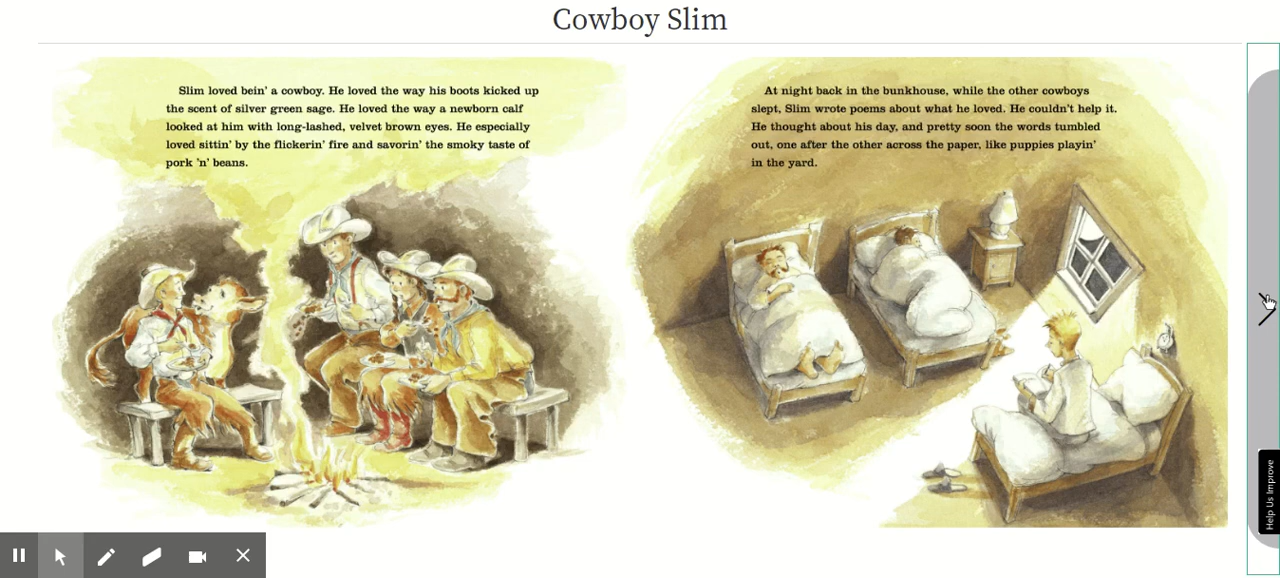 Cowboy Slim
Slim loved bein' a cowboy. He loved the way his boots kicked up
the scent of silver green sage. He loved the way a newborn calf
looked at him with long-lashed, velvet brown eyes. He especially
loved sittin' by the flickerin' fire and savorin' the smoky taste of
pork 'n' beans.
At night back in the bunkhouse, while the other cowboys
slept, Slim wrote poems about what he loved. He couldn't help it.
He thought about his day, and pretty soon the words tumbled
out, one after the other across the paper, like puppies playin'
in the yard.
Help Us Improve